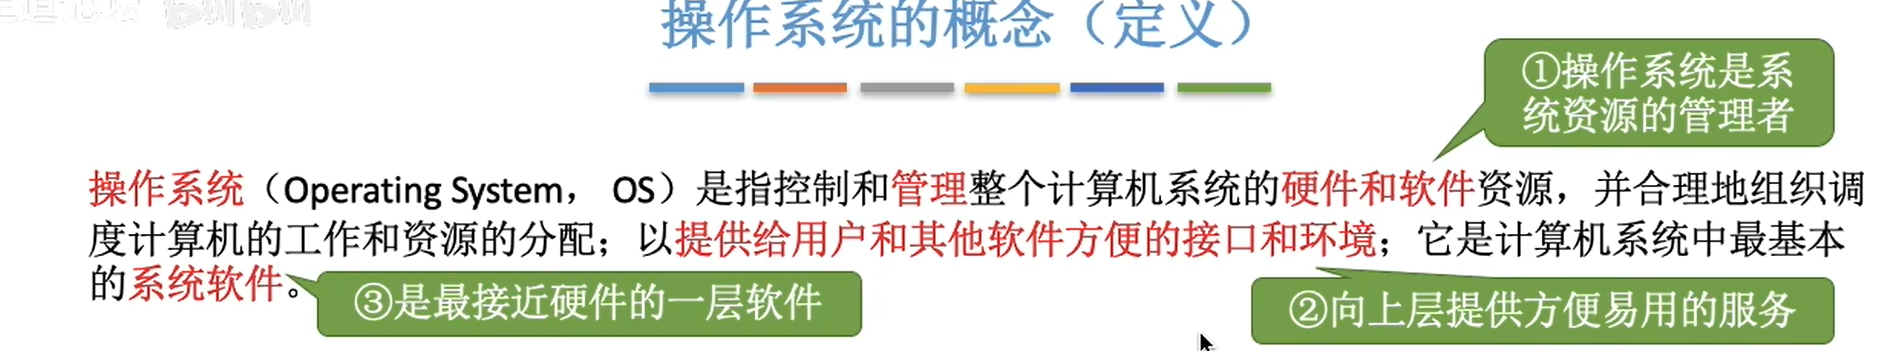 操作系统的概念（定义）
①操作系统是系
统资源的管理者
操作系统（Operating System， OS）是指控制和管理整个计算机系统的硬件和软件资源，并合理地组织调
度计算机的工作和资源的分配；以提供给用户和其他软件方便的接口和环境；它是计算机系统中最基本
的系统软件。
③是最接近硬件的一层软件
②向上层提供方便易用的服务